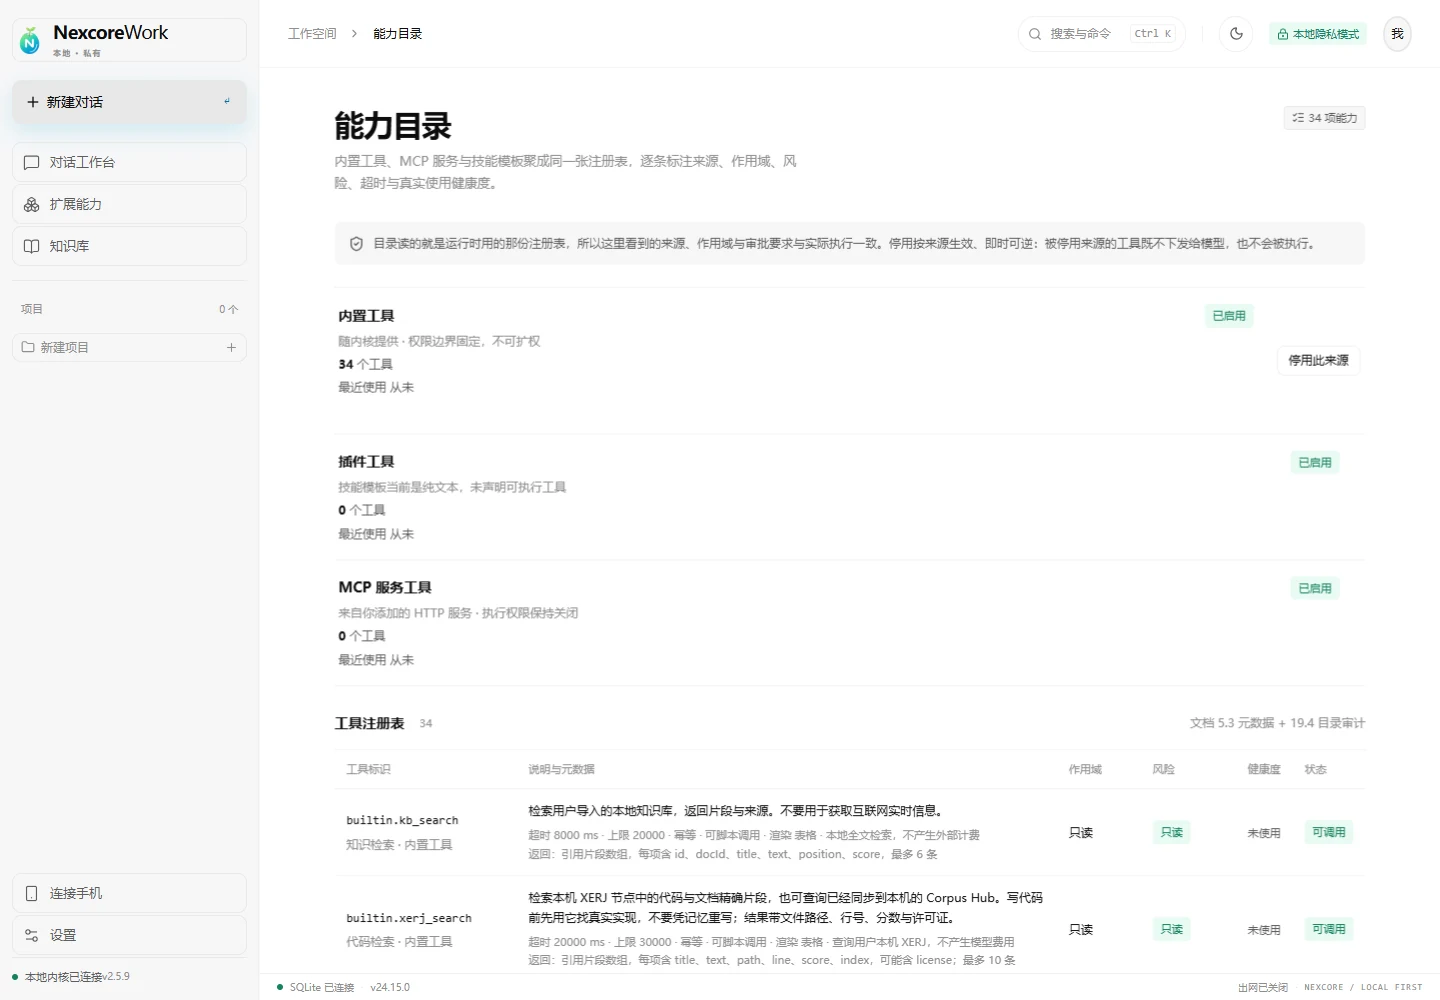 NexcoreWork
本地 • 私有
新建对话
对话工作台
扩展能力
知识库
项目
0 个
新建项目
连接手机
设置
本地内核已连接v2.5.9
工作空间 › 能力目录
搜索与命令 Ctrl K
本地隐私模式
我
能力目录
34 项能力
内置工具、MCP 服务与技能模板聚成同一张注册表，逐条标注来源、作用域、风
险、超时与真实使用健康度。
目录读的就是运行时用的那份注册表，所以这里看到的来源、作用域与审批要求与实际执行一致。停用按来源生效、即时可逆：被停用来源的工具既不下发给模型，也不会被执行。
内置工具
已启用
随内核提供 · 权限边界固定，不可扩权
34 个工具
停用此来源
最近使用 从未
插件工具
已启用
技能模板当前是纯文本，未声明可执行工具
0 个工具
最近使用 从未
MCP 服务工具
已启用
来自你添加的 HTTP 服务 · 执行权限保持关闭
0 个工具
最近使用 从未
工具注册表 34
文档 5.3 元数据 + 19.4 目录审计
工具标识 说明与元数据 作用域 风险 健康度 状态
builtin.kb_search
知识检索 · 内置工具
检索用户导入的本地知识库，返回片段与来源。不要用于获取互联网实时信息。
超时 8000 ms · 上限 20000 · 幂等 · 可脚本调用 · 渲染 表格 · 本地全文检索，不产生外部计费
返回：引用片段数组，每项含 id、docId、title、text、position、score，最多 6 条
只读 只读 未使用 可调用
builtin.xerj_search
代码检索 · 内置工具
检索本机 XERJ 节点中的代码与文档精确片段，也可查询已经同步到本机的 Corpus Hub。写代码
前先用它找真实实现，不要凭记忆重写；结果带文件路径、行号、分数与许可证。
超时 20000 ms · 上限 30000 · 幂等 · 可脚本调用 · 渲染 表格 · 查询用户本机 XERJ，不产生模型费用
返回：引用片段数组，每项含 title、text、path、line、score、index，可能含 license；最多 10 条
只读 只读 未使用 可调用
SQLite 已连接 v24.15.0
出网已关闭 · NEXCORE / LOCAL FIRST